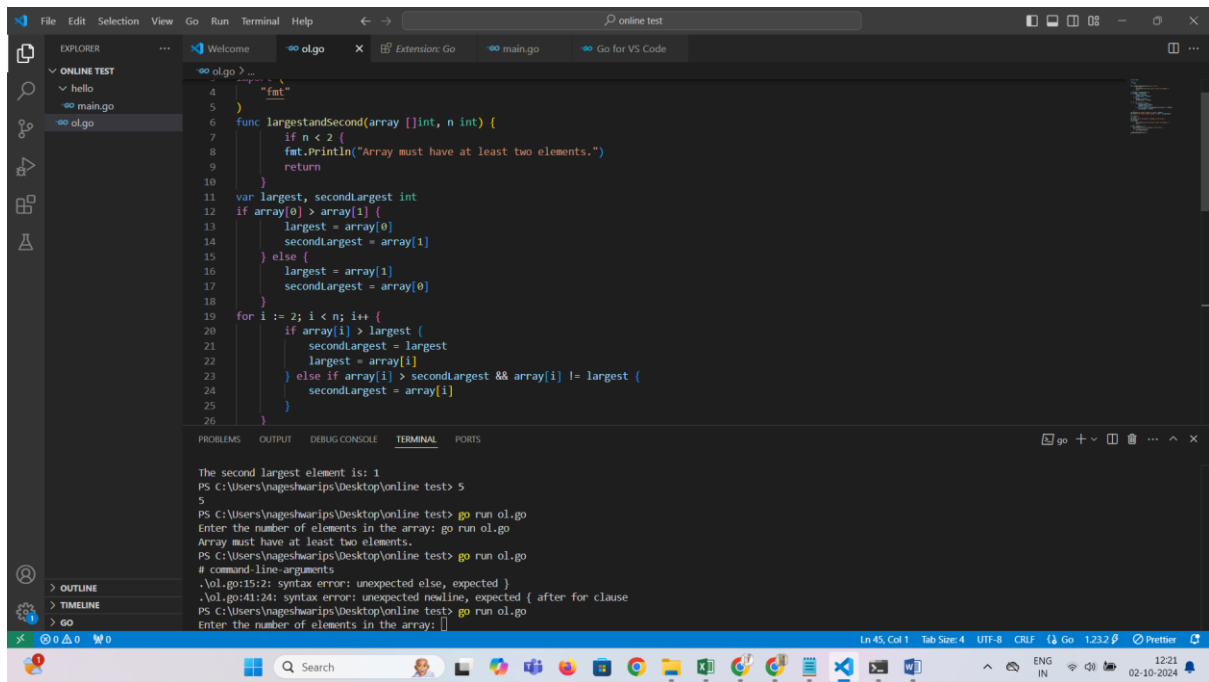 File Edit Selection View Go Run Terminal Help
online test
EXPLORER
Welcome
ol.go
Extension: Go
main.go
Go for VS Code
ONLINE TEST
hello
main.go
ol.go
ol.go > ...
4 "fmt"
5 )
6 func largestandSecond(array []int, n int) {
7 if n < 2 {
8 fmt.Println("Array must have at least two elements.")
9 return
10 }
11 var largest, secondLargest int
12 if array[0] > array[1] {
13 largest = array[0]
14 secondLargest = array[1]
15 } else {
16 largest = array[1]
17 secondLargest = array[0]
18 }
19 for i := 2; i < n; i++ {
20 if array[i] > largest {
21 secondLargest = largest
22 largest = array[i]
23 } else if array[i] > secondLargest && array[i] != largest {
24 secondLargest = array[i]
25 }
26 }
PROBLEMS OUTPUT DEBUG CONSOLE TERMINAL PORTS
go
The second largest element is: 1
PS C:\Users\nageshwarips\Desktop\online test> 5
5
PS C:\Users\nageshwarips\Desktop\online test> go run ol.go
Enter the number of elements in the array: go run ol.go
Array must have at least two elements.
PS C:\Users\nageshwarips\Desktop\online test> go run ol.go
# command-line-arguments
.\ol.go:15:2: syntax error: unexpected else, expected }
.\ol.go:41:24: syntax error: unexpected newline, expected { after for clause
PS C:\Users\nageshwarips\Desktop\online test> go run ol.go
Enter the number of elements in the array:
OUTLINE
TIMELINE
GO
0 0 0
Ln 45, Col 1 Tab Size: 4 UTF-8 CRLF Go 1.23.2 Prettier
Search
ENG
IN
12:21
02-10-2024